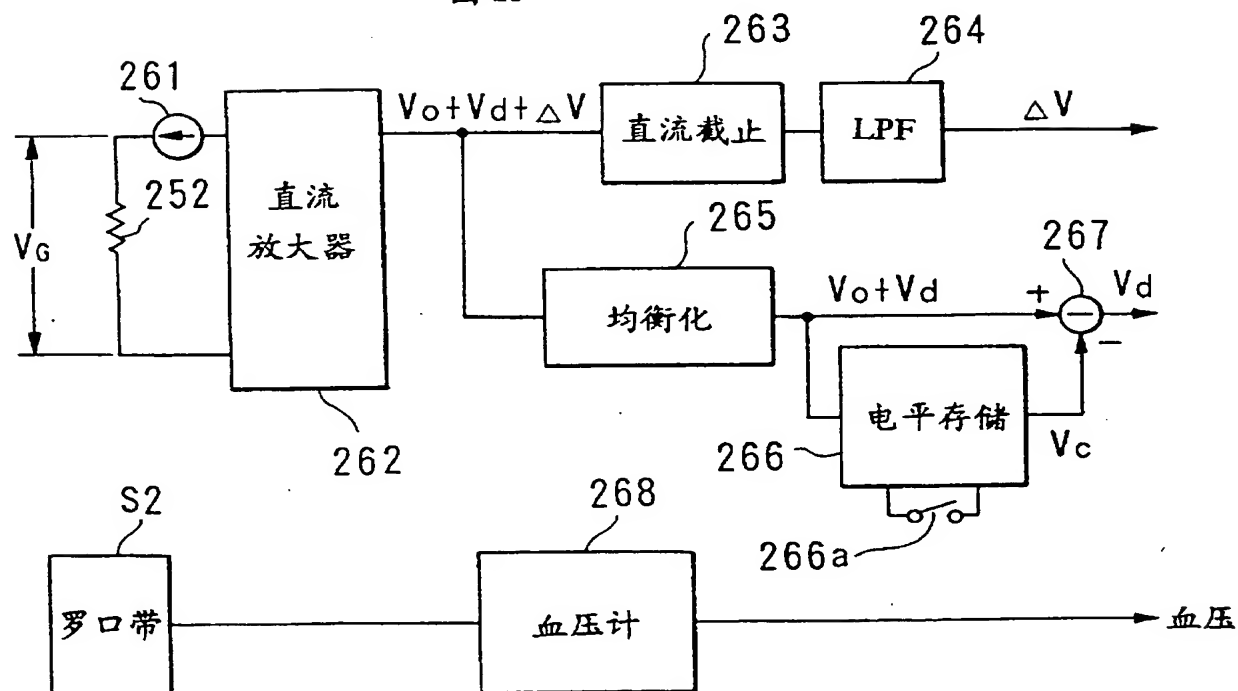 263
264
261
Vo+Vd+△V
直流截止
LPF
△V
252
直流
放大器
VG
265
267
均衡化
Vo+Vd
+
−
Vd
−
电平存储
266
Vc
262
S2
268
266a
罗口带
血压计
血压